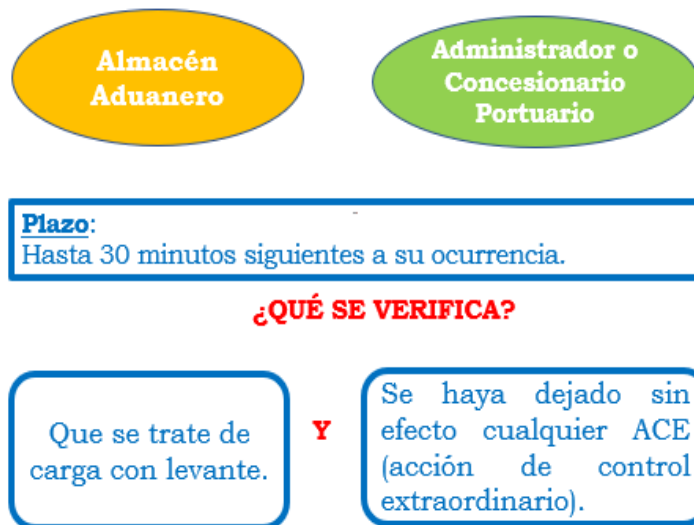 Almacén
Aduanero
Administrador o
Concesionario
Portuario
Plazo:
Hasta 30 minutos siguientes a su ocurrencia.
¿QUÉ SE VERIFICA?
Que se trate de
carga con levante.
Y
Se haya dejado sin
efecto cualquier ACE
(acción de control
extraordinario).